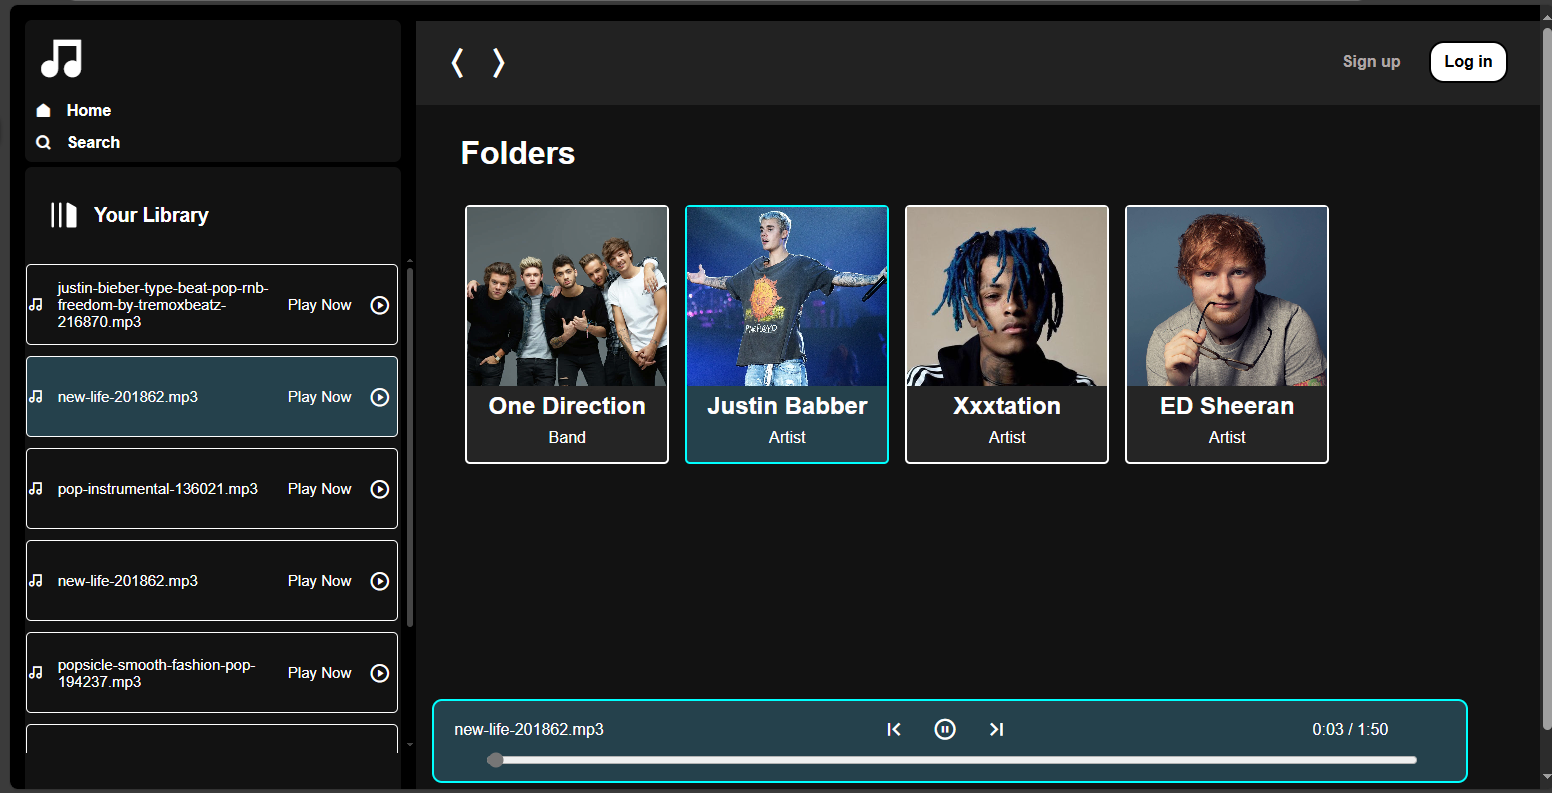 Home
Search
Your Library
justin-bieber-type-beat-pop-rnb-
freedom-by-tremoxbeatz-
216870.mp3
Play Now
new-life-201862.mp3
Play Now
pop-instrumental-136021.mp3
Play Now
new-life-201862.mp3
Play Now
popsicle-smooth-fashion-pop-
194237.mp3
Play Now
Sign up
Log in
Folders
One Direction
Band
Justin Babber
Artist
Xxxtation
Artist
ED Sheeran
Artist
new-life-201862.mp3
0:03 / 1:50